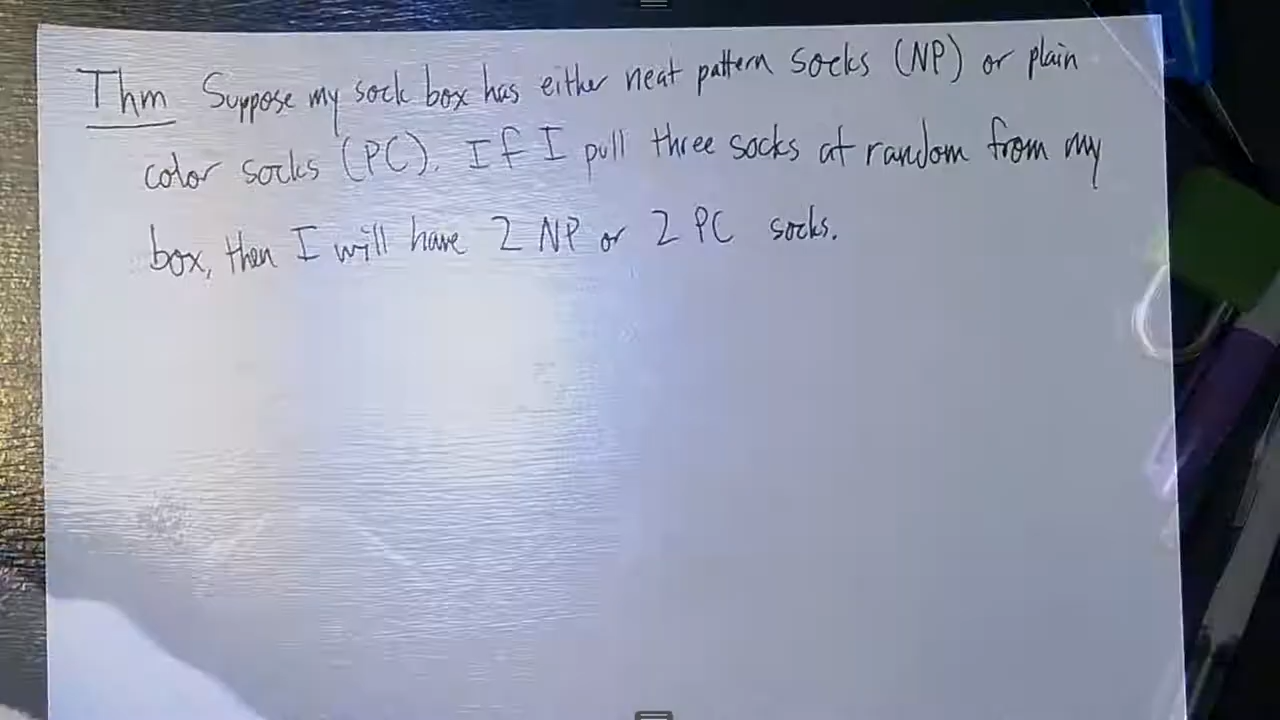 Thm Suppose my sock box has either neat pattern socks (NP) or plain
color socks (PC). If I pull three socks at random from my
box, then I will have 2 NP or 2 PC socks.